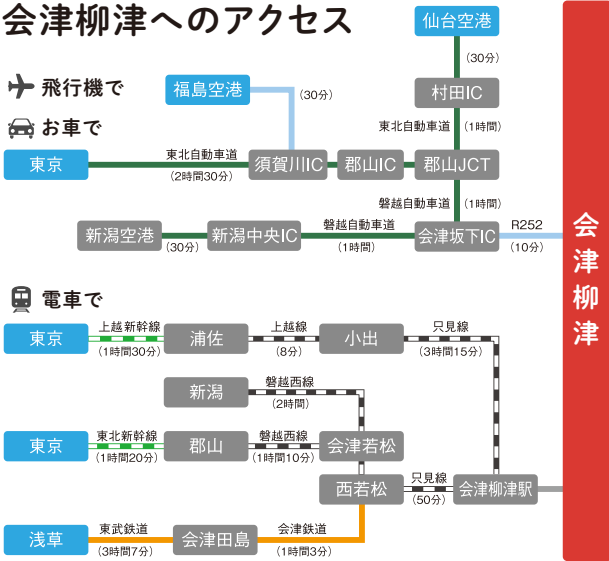 会津柳津へのアクセス
仙台空港
(30分)
飛行機で
福島空港
(30分)
村田IC
お車で
東北自動車道
(1時間)
東京
東北自動車道
(2時間30分)
須賀川IC
郡山IC
郡山JCT
磐越自動車道
(1時間)
新潟空港
(30分)
新潟中央IC
磐越自動車道
(1時間)
会津坂下IC
R252
(10分)
会津柳津
電車で
東京
上越新幹線
(1時間30分)
浦佐
上越線
(8分)
小出
只見線
(3時間15分)
新潟
磐越西線
(2時間)
東京
東北新幹線
(1時間20分)
郡山
磐越西線
(1時間10分)
会津若松
西若松
只見線
(50分)
会津柳津駅
浅草
東武鉄道
(3時間7分)
会津田島
会津鉄道
(1時間3分)